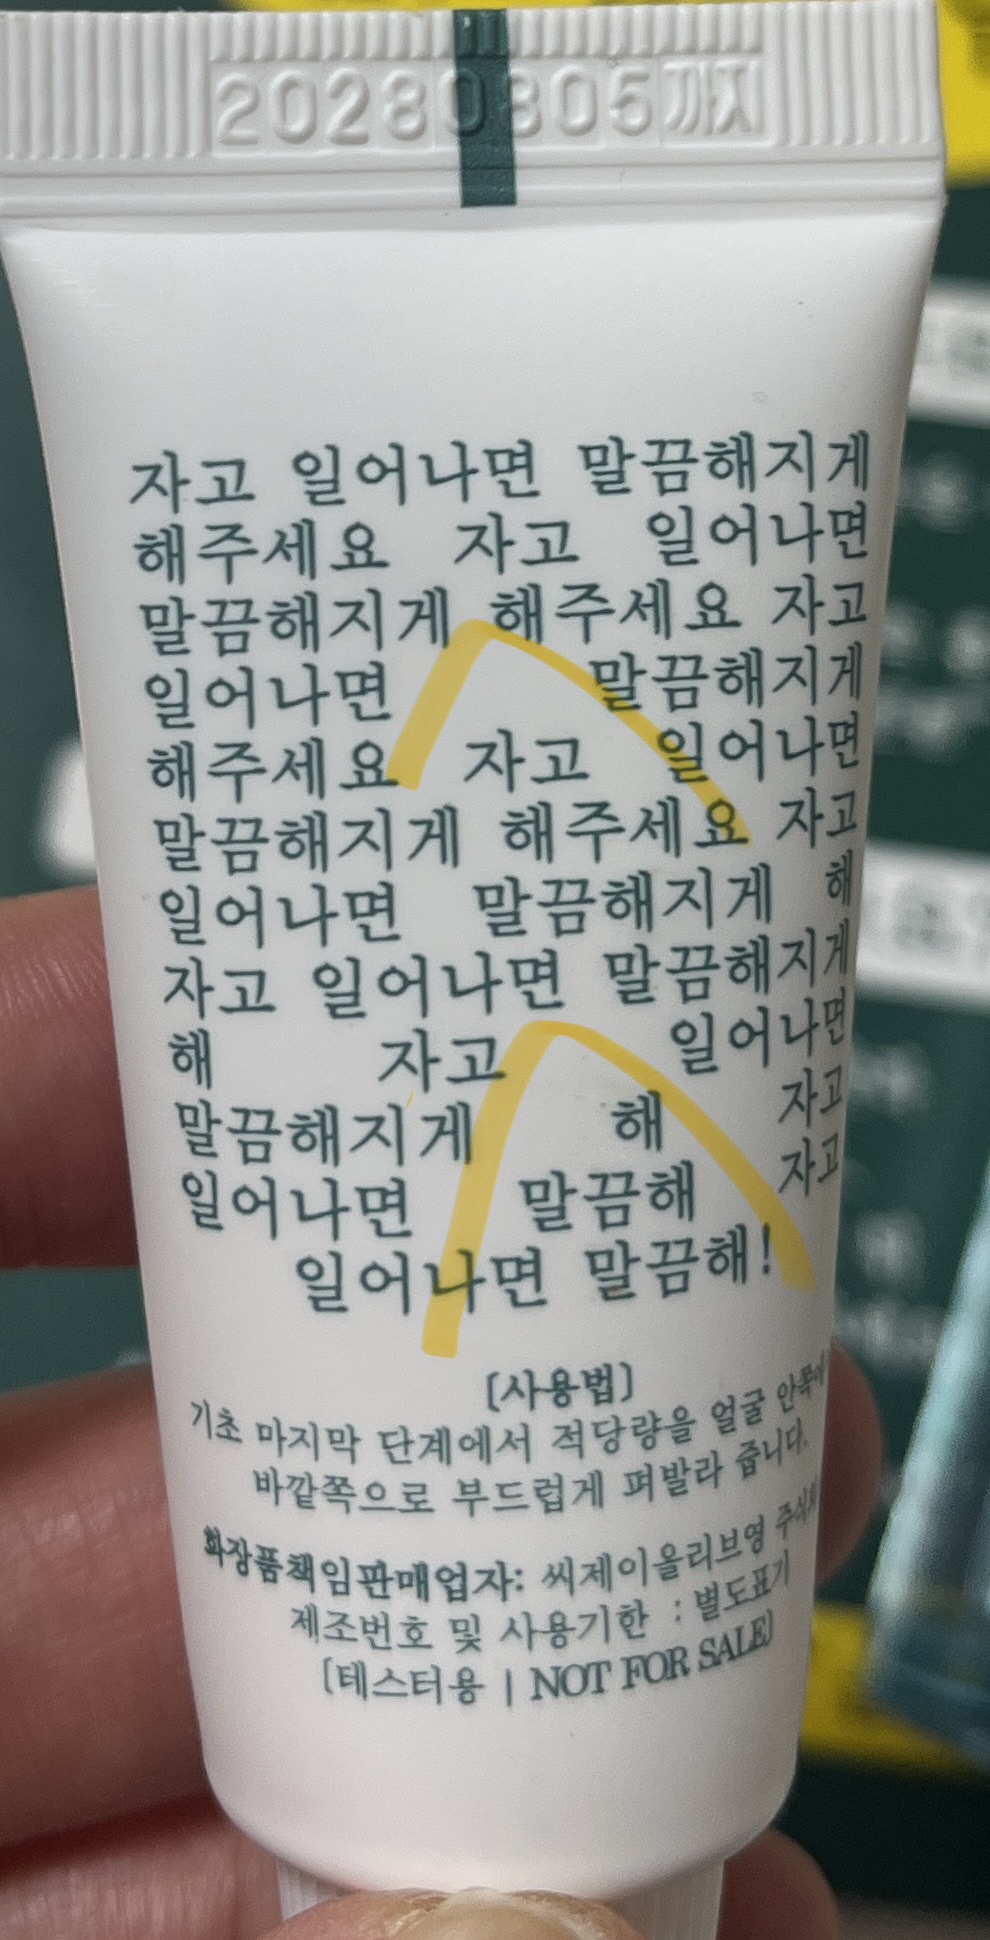 20280305까지
자고 일어나면 말끔해지게
해주세요 자고 일어나면
말끔해지게 해주세요 자고
일어나면 말끔해지게
해주세요 자고 일어나면
말끔해지게 해주세요 자고
일어나면 말끔해지게 해
자고 일어나면 말끔해지게
해 자고 일어나면
말끔해지게 해 자고
일어나면 말끔해 자고
일어나면 말끔해!
[사용법]
기초 마지막 단계에서 적당량을 얼굴 안쪽에
바깥쪽으로 부드럽게 펴발라 줍니다.
화장품책임판매업자: 씨제이올리브영
제조번호 및 사용기한 : 별도표기
[테스터용 | NOT FOR SALE]